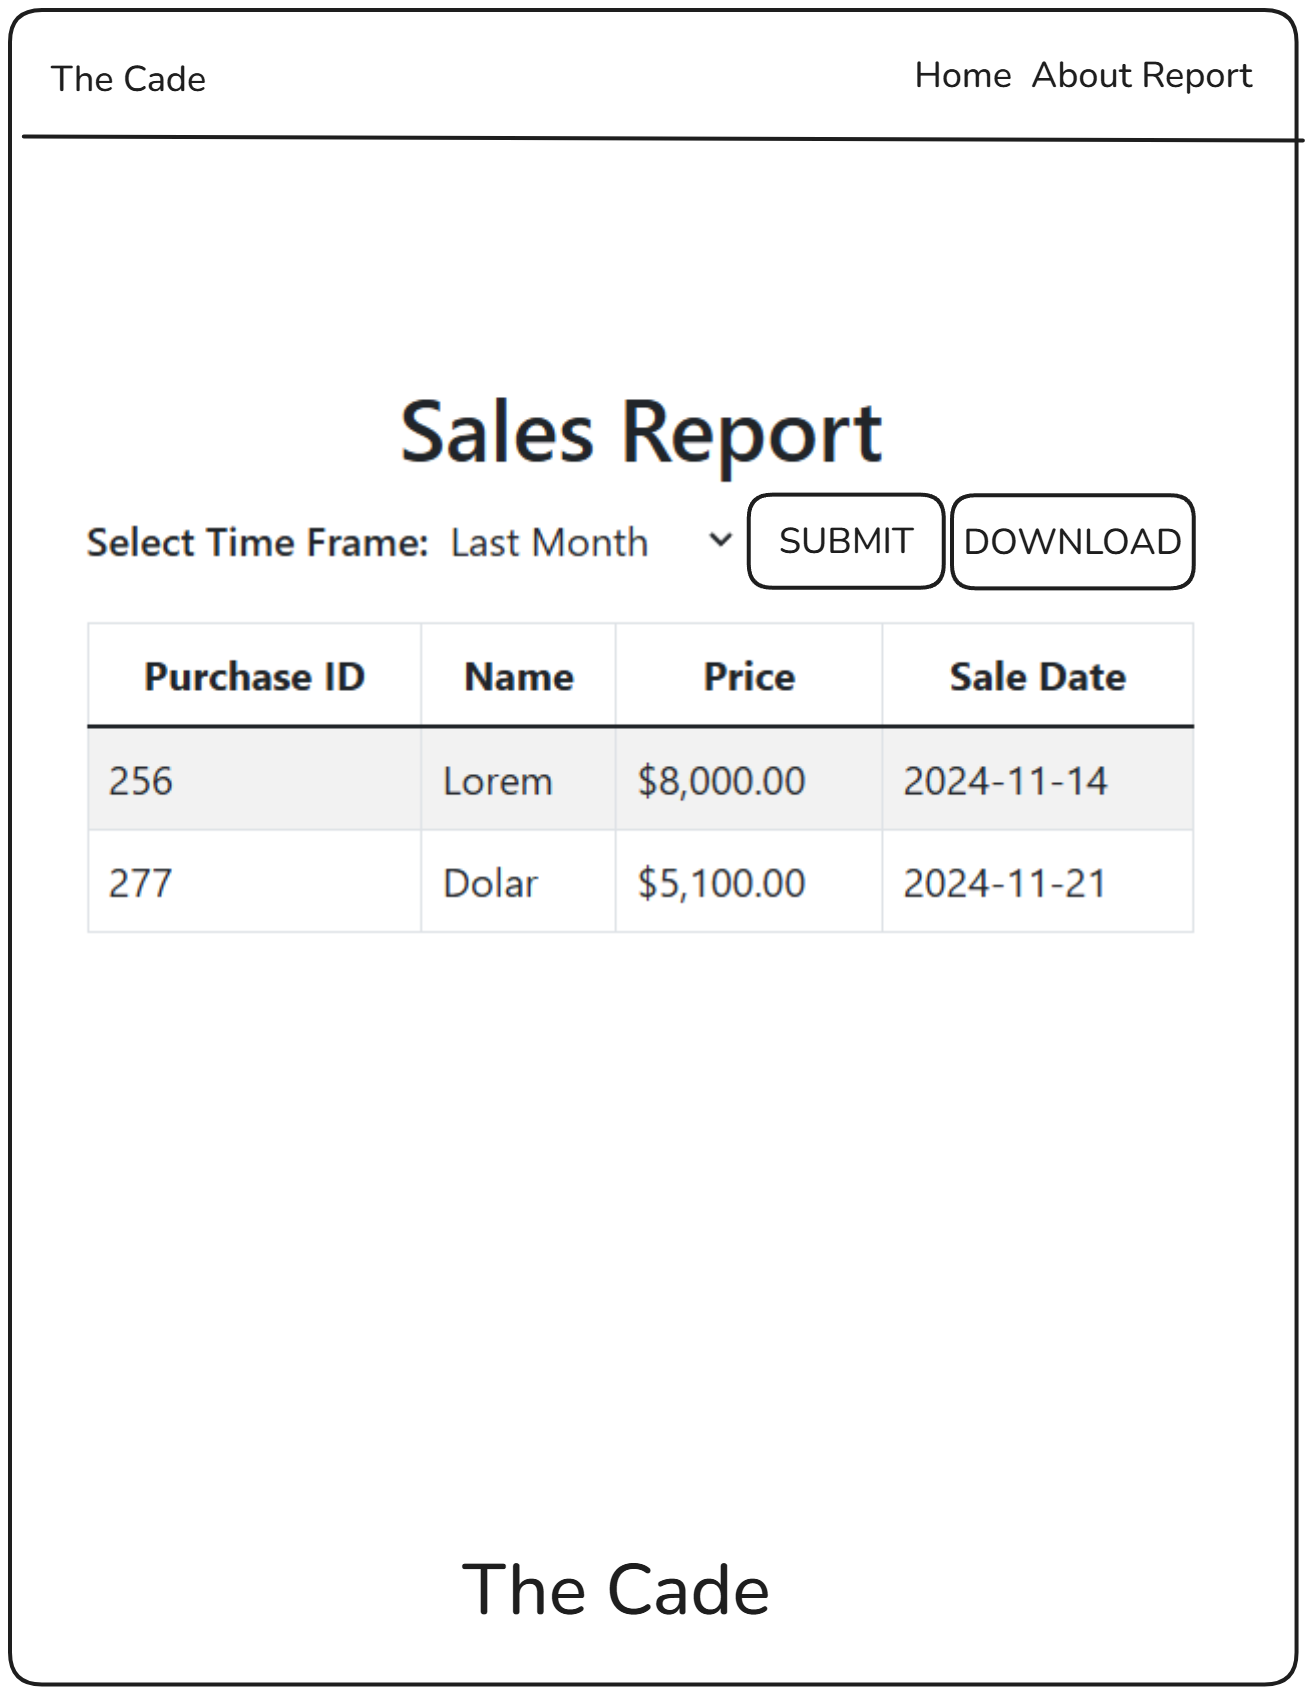 The Cade
Home About Report
Sales Report
Select Time Frame: Last Month SUBMIT DOWNLOAD
Purchase ID Name Price Sale Date
256 Lorem $8,000.00 2024-11-14
277 Dolar $5,100.00 2024-11-21
The Cade